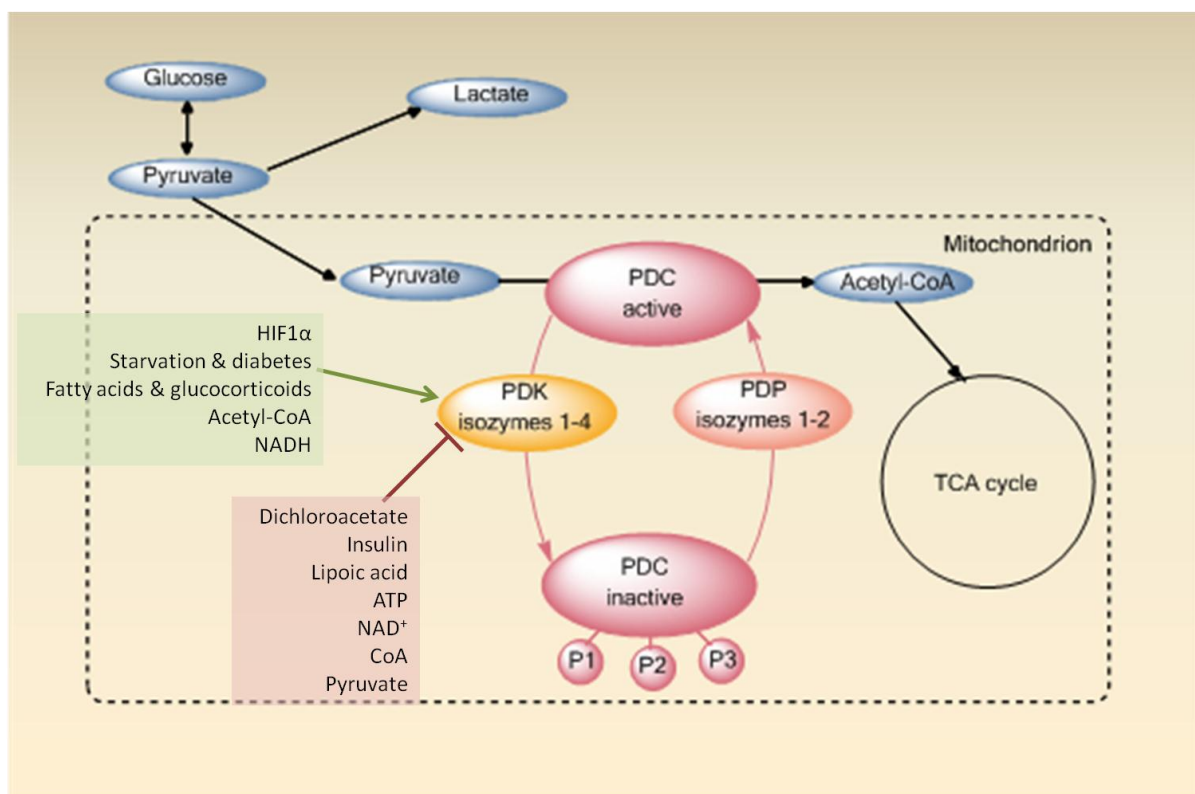 Glucose
Lactate
Pyruvate
Mitochondrion
Pyruvate
PDC
active
Acetyl-CoA
HIF1α
Starvation & diabetes
Fatty acids & glucocorticoids
Acetyl-CoA
NADH
PDK
isozymes 1-4
PDP
isozymes 1-2
TCA cycle
Dichloroacetate
Insulin
Lipoic acid
ATP
NAD⁺
CoA
Pyruvate
PDC
inactive
P1
P2
P3